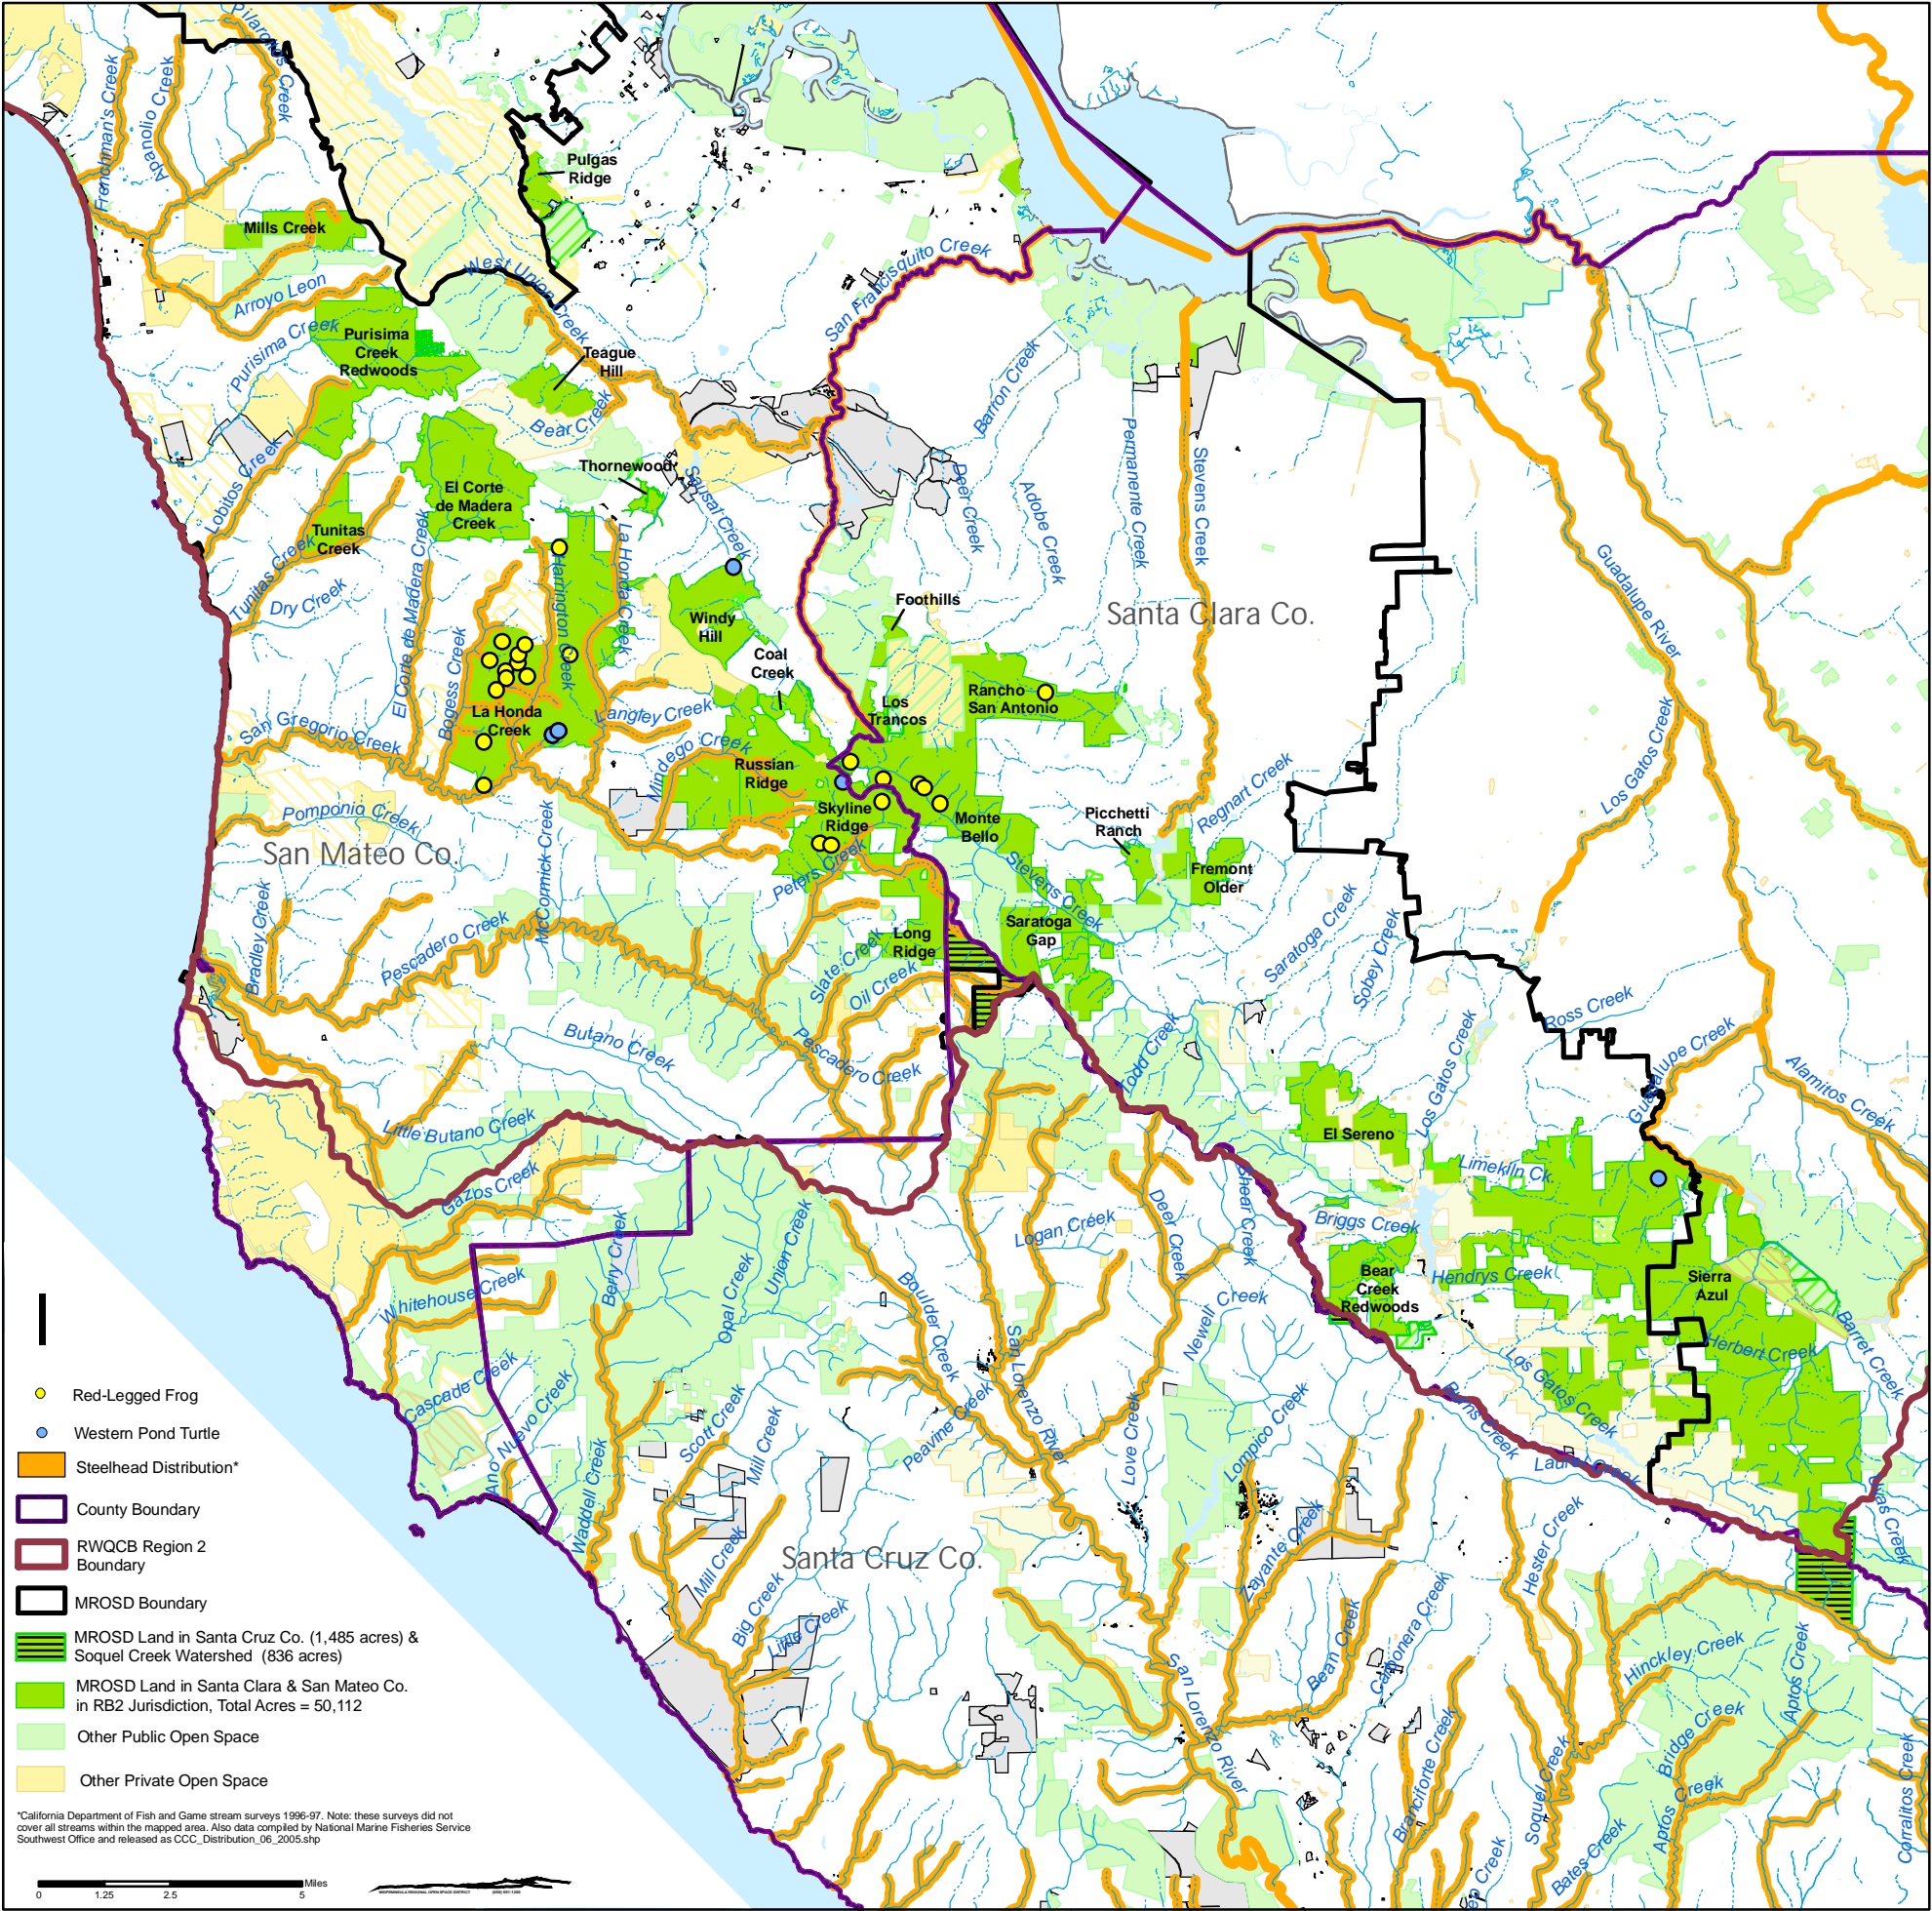 Pilarcitos Creek
Frenchman's Creek
Apanolio Creek
Pulgas
Ridge
Mills Creek
Arroyo Leon
West Union Creek
San Francisquito Creek
Purisima Creek
Purisima
Creek
Redwoods
Teague
Hill
Bear Creek
Barron Creek
Permanente Creek
Stevens Creek
Thornewood
Sausal Creek
Deer Creek
Adobe Creek
El Corte
de Madera
Creek
Lobitos Creek
Tunitas
Creek
Tunitas Creek
Dry Creek
El Corte de Madera Creek
Harrington Creek
La Honda Creek
Bogess Creek
Windy
Hill
Foothills
Santa Clara Co.
Guadalupe River
Coal
Creek
Los
Trancos
Rancho
San Antonio
La Honda
Creek
Langley Creek
San Gregorio Creek
Mindego Creek
Russian
Ridge
Los Gatos Creek
Regnart Creek
Pomponio Creek
McCormick Creek
Skyline
Ridge
Monte
Bello
Picchetti
Ranch
San Mateo Co.
Fremont
Older
Peters Creek
Stevens Creek
Bradley Creek
Pescadero Creek
Long
Ridge
Saratoga
Gap
Saratoga Creek
Sobey Creek
Slate Creek
Oil Creek
Ross Creek
Butano Creek
Pescadero Creek
Todd Creek
Los Gatos Creek
Guadalupe Creek
Alamitos Creek
Little Butano Creek
El Sereno
Limekiln Ck.
Gazos Creek
Shear Creek
Deer Creek
Logan Creek
Briggs Creek
Berry Creek
Union Creek
Opal Creek
Bear
Creek
Redwoods
Hendrys Creek
Sierra
Azul
Whitehouse Creek
Boulder Creek
San Lorenzo River
Newell Creek
Herbert Creek
Barret Creek
Los Gatos Creek
Cascade Creek
Ano Nuevo Creek
Scott Creek
Mill Creek
Peavine Creek
Love Creek
Lompico Creek
Burns Creek
Laurel Creek
Uvas Creek
Waddell Creek
Santa Cruz Co.
Mill Creek
Big Creek
Little Creek
Zayante Creek
Hester Creek
Bean Creek
Hinckley Creek
Aptos Creek
San Lorenzo River
Branciforte Creek
Soquel Creek
Bridge Creek
Aptos Creek
Bates Creek
Corralitos Creek
Red-Legged Frog
Western Pond Turtle
Steelhead Distribution*
County Boundary
RWQCB Region 2
Boundary
MROSD Boundary
MROSD Land in Santa Cruz Co. (1,485 acres) &
Soquel Creek Watershed (836 acres)
MROSD Land in Santa Clara & San Mateo Co.
in RB2 Jurisdiction, Total Acres = 50,112
Other Public Open Space
Other Private Open Space
*California Department of Fish and Game stream surveys 1996-97. Note: these surveys did not
cover all streams within the mapped area. Also data compiled by National Marine Fisheries Service
Southwest Office and released as CCC_Distribution_06_2005.shp
Miles
0 1.25 2.5 5
MIDPENINSULA REGIONAL OPEN SPACE DISTRICT